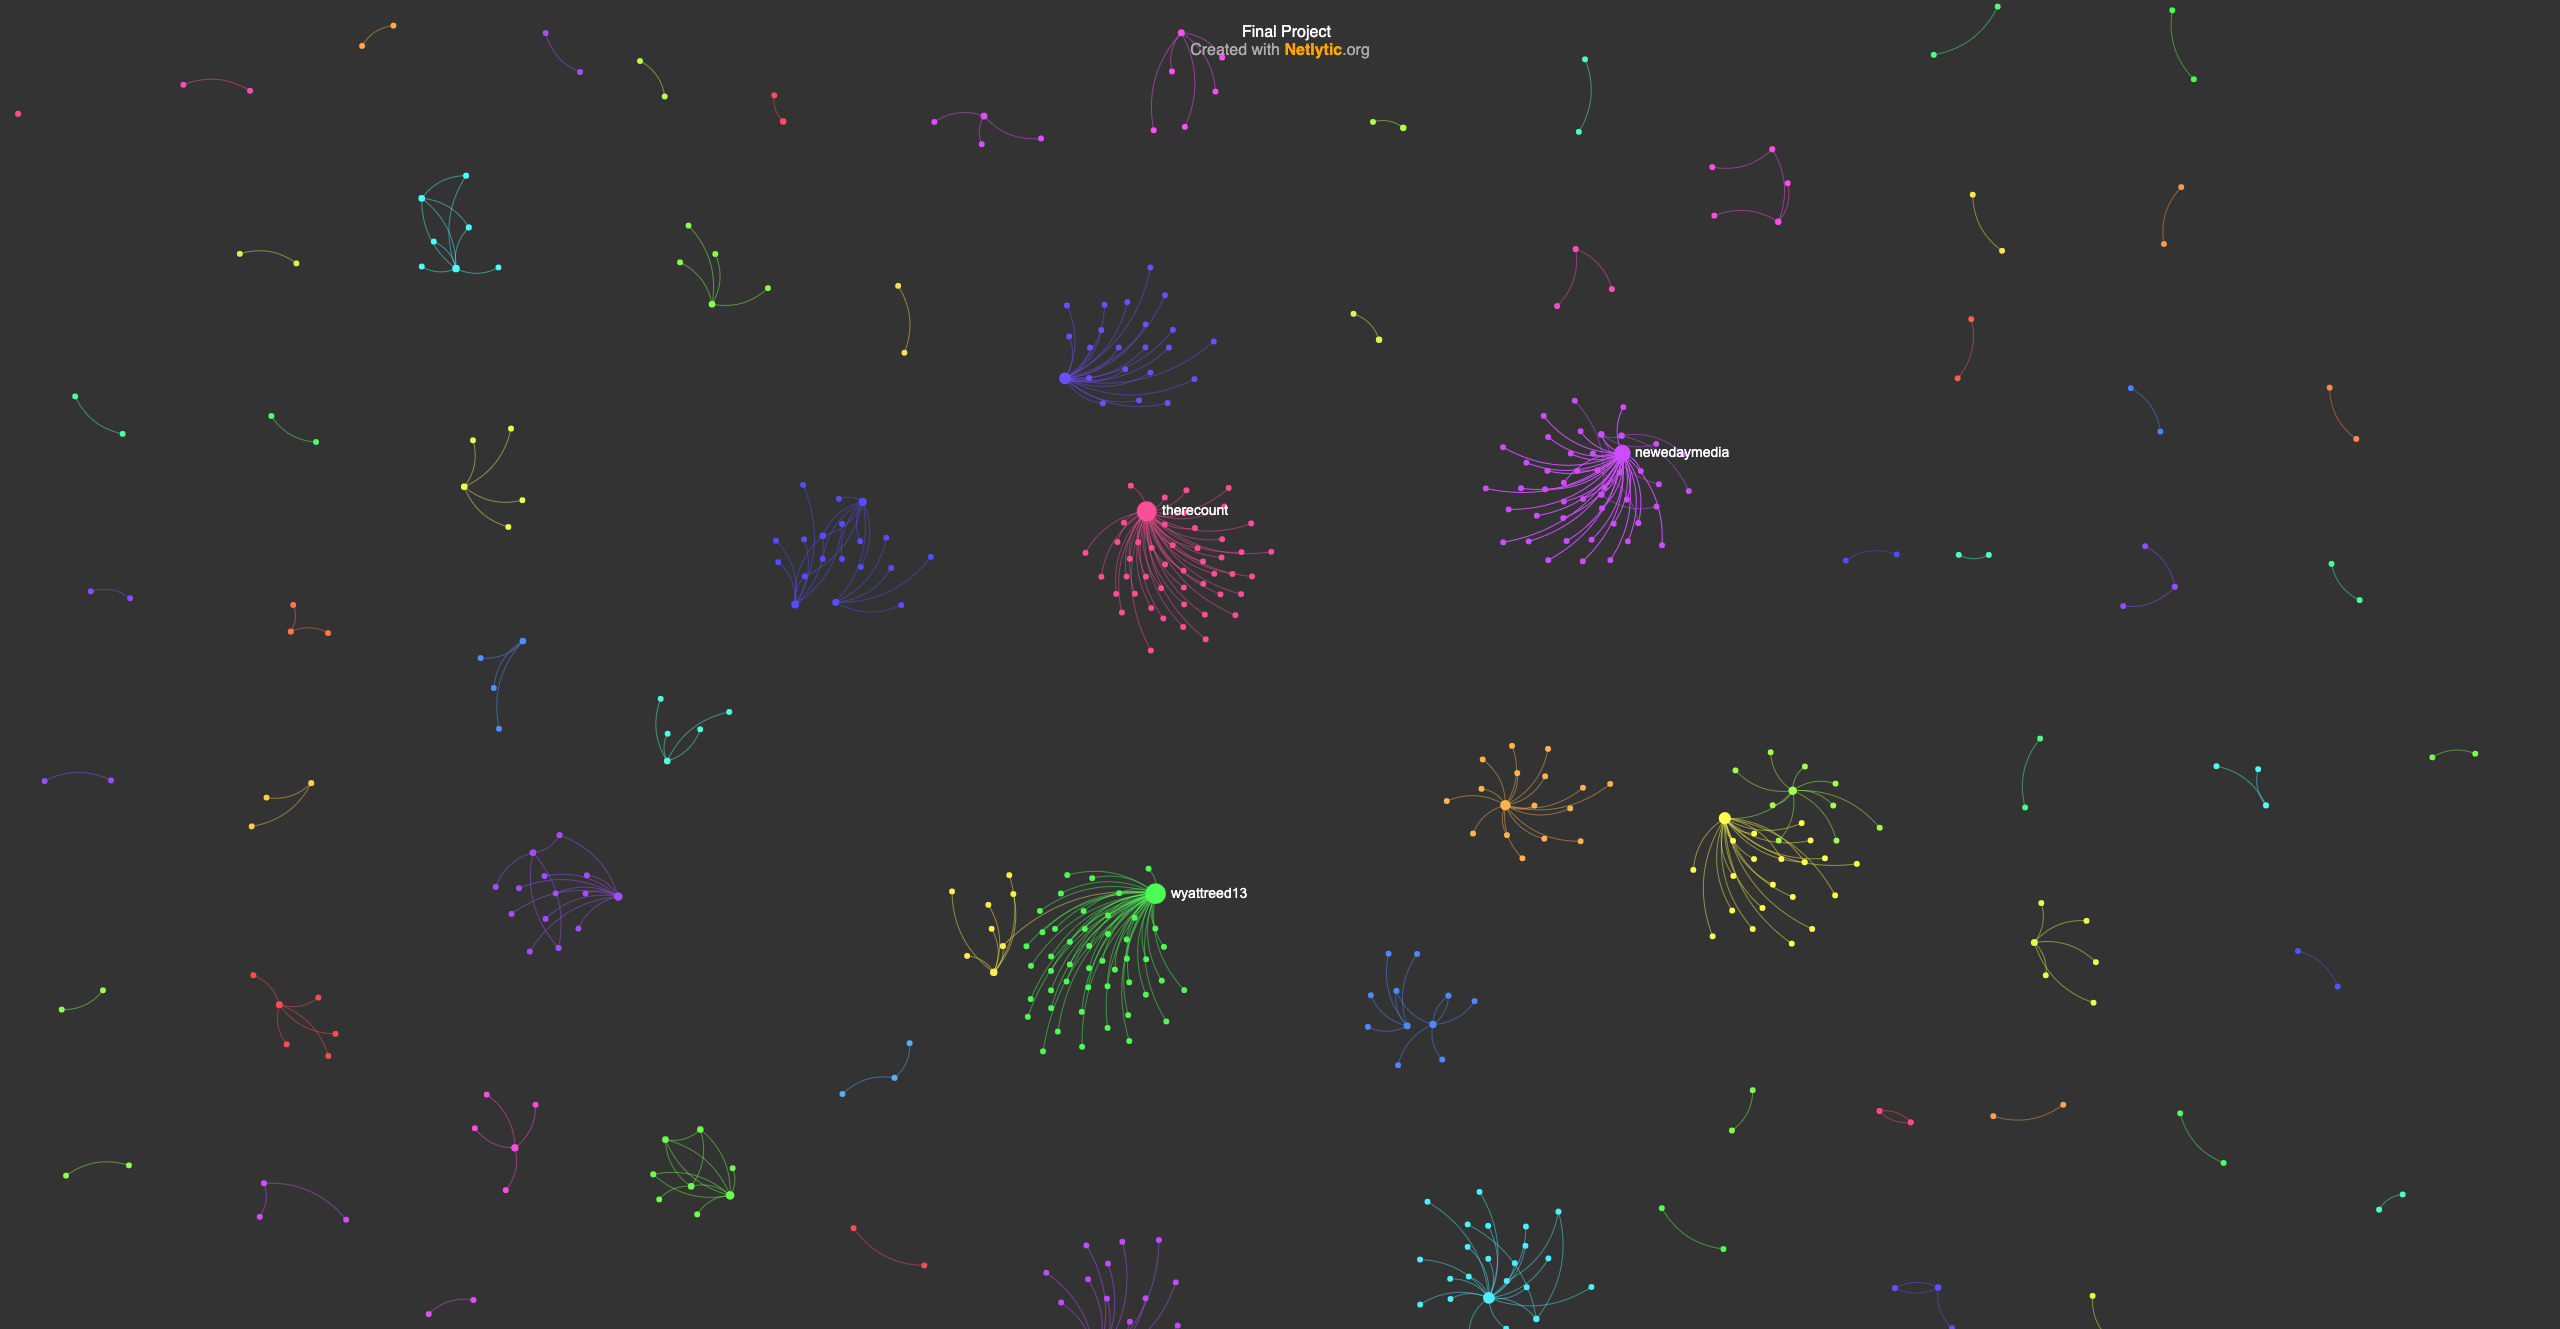 Final Project
Created with Netlytic.org
newedaymedia
therecount
wyattreed13